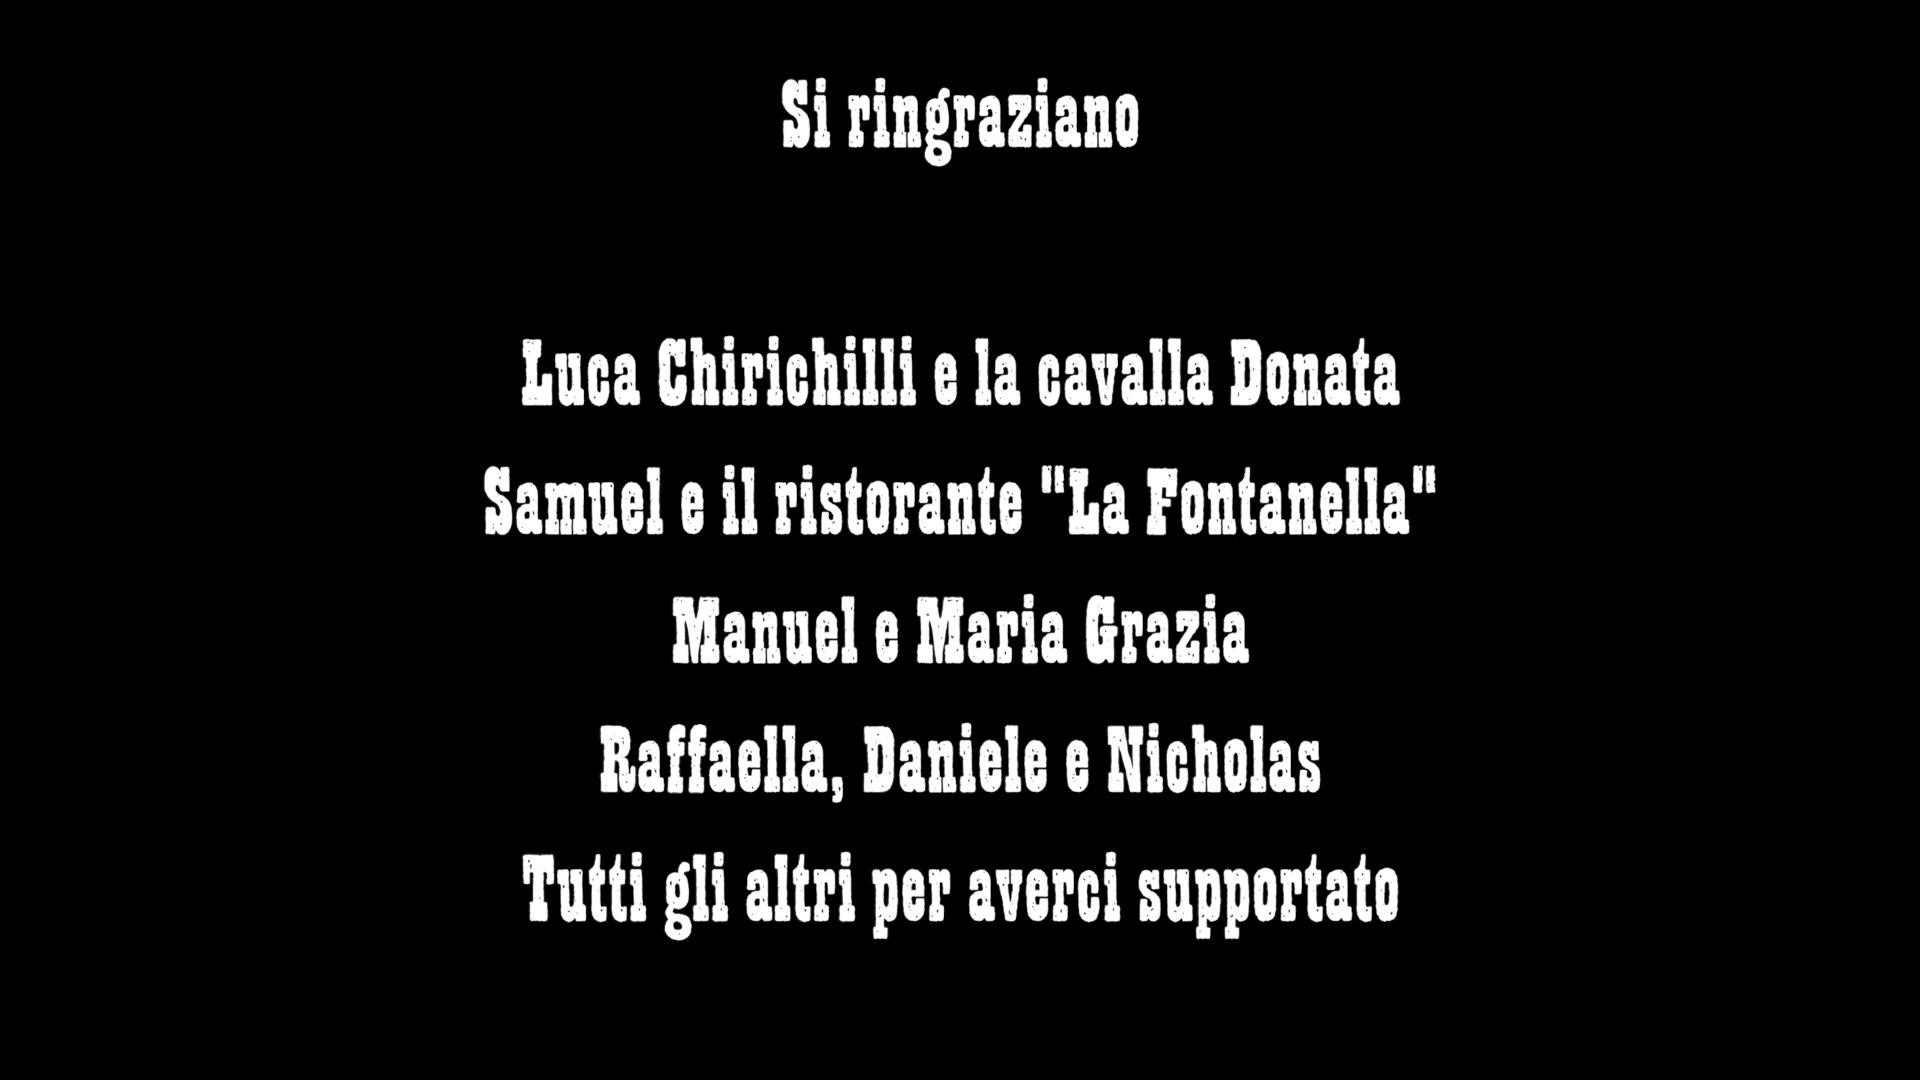 Si ringraziano
Luca Chirichilli e la cavalla Donata
Samuel e il ristorante "La Fontanella"
Manuel e Maria Grazia
Raffaella, Daniele e Nicholas
Tutti gli altri per averci supportato